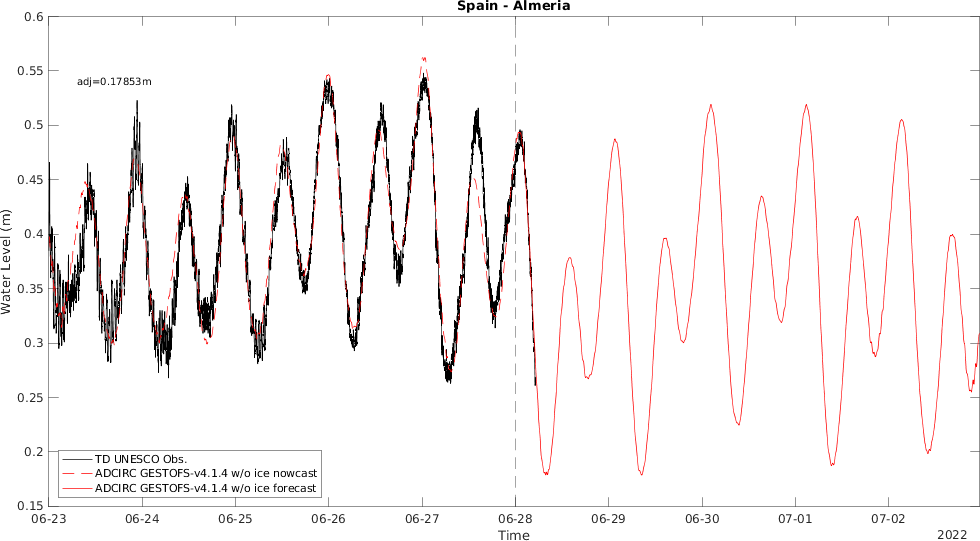 Spain - Almeria
0.6
0.55
0.5
0.45
0.4
0.35
0.3
0.25
0.2
0.15
Water Level (m)
adj=0.17853m
TD UNESCO Obs.
ADCIRC GESTOFS-v4.1.4 w/o ice nowcast
ADCIRC GESTOFS-v4.1.4 w/o ice forecast
06-23 06-24 06-25 06-26 06-27 06-28 06-29 06-30 07-01 07-02
Time
2022